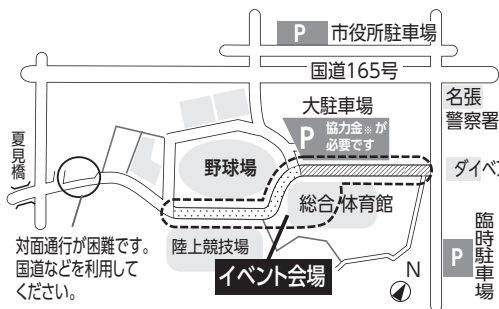 P 市役所駐車場
国道165号
大駐車場
P 協力金※が
必要です
名張
警察署
ダイベ
夏見橋
野球場
総合体育館
陸上競技場
イベント会場
対面通行が困難です。
国道などを利用して
ください。
N
P 臨時駐車場